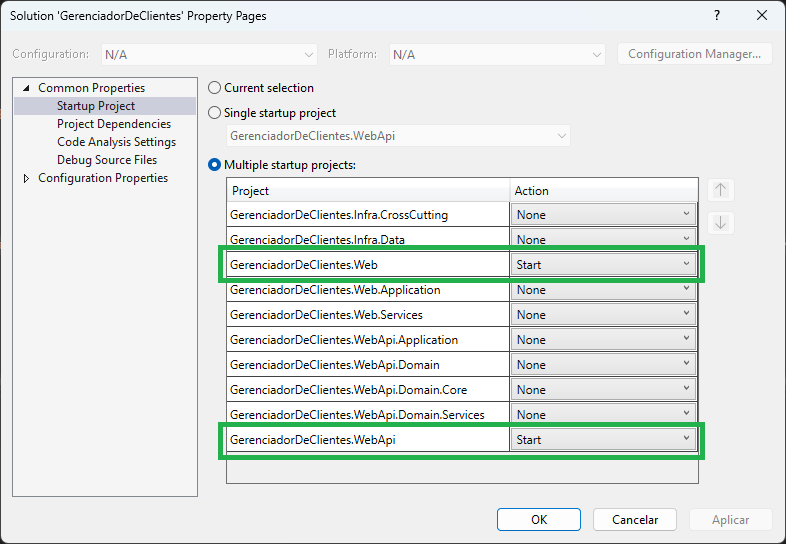 Solution 'GerenciadorDeClientes' Property Pages
Configuration: N/A Platform: N/A Configuration Manager...
Common Properties
Startup Project
Project Dependencies
Code Analysis Settings
Debug Source Files
Configuration Properties
Current selection
Single startup project
GerenciadorDeClientes.WebApi
Multiple startup projects:
Project Action
GerenciadorDeClientes.Infra.CrossCutting None
GerenciadorDeClientes.Infra.Data None
GerenciadorDeClientes.Web Start
GerenciadorDeClientes.Web.Application None
GerenciadorDeClientes.Web.Services None
GerenciadorDeClientes.WebApi.Application None
GerenciadorDeClientes.WebApi.Domain None
GerenciadorDeClientes.WebApi.Domain.Core None
GerenciadorDeClientes.WebApi.Domain.Services None
GerenciadorDeClientes.WebApi Start
OK Cancelar Aplicar